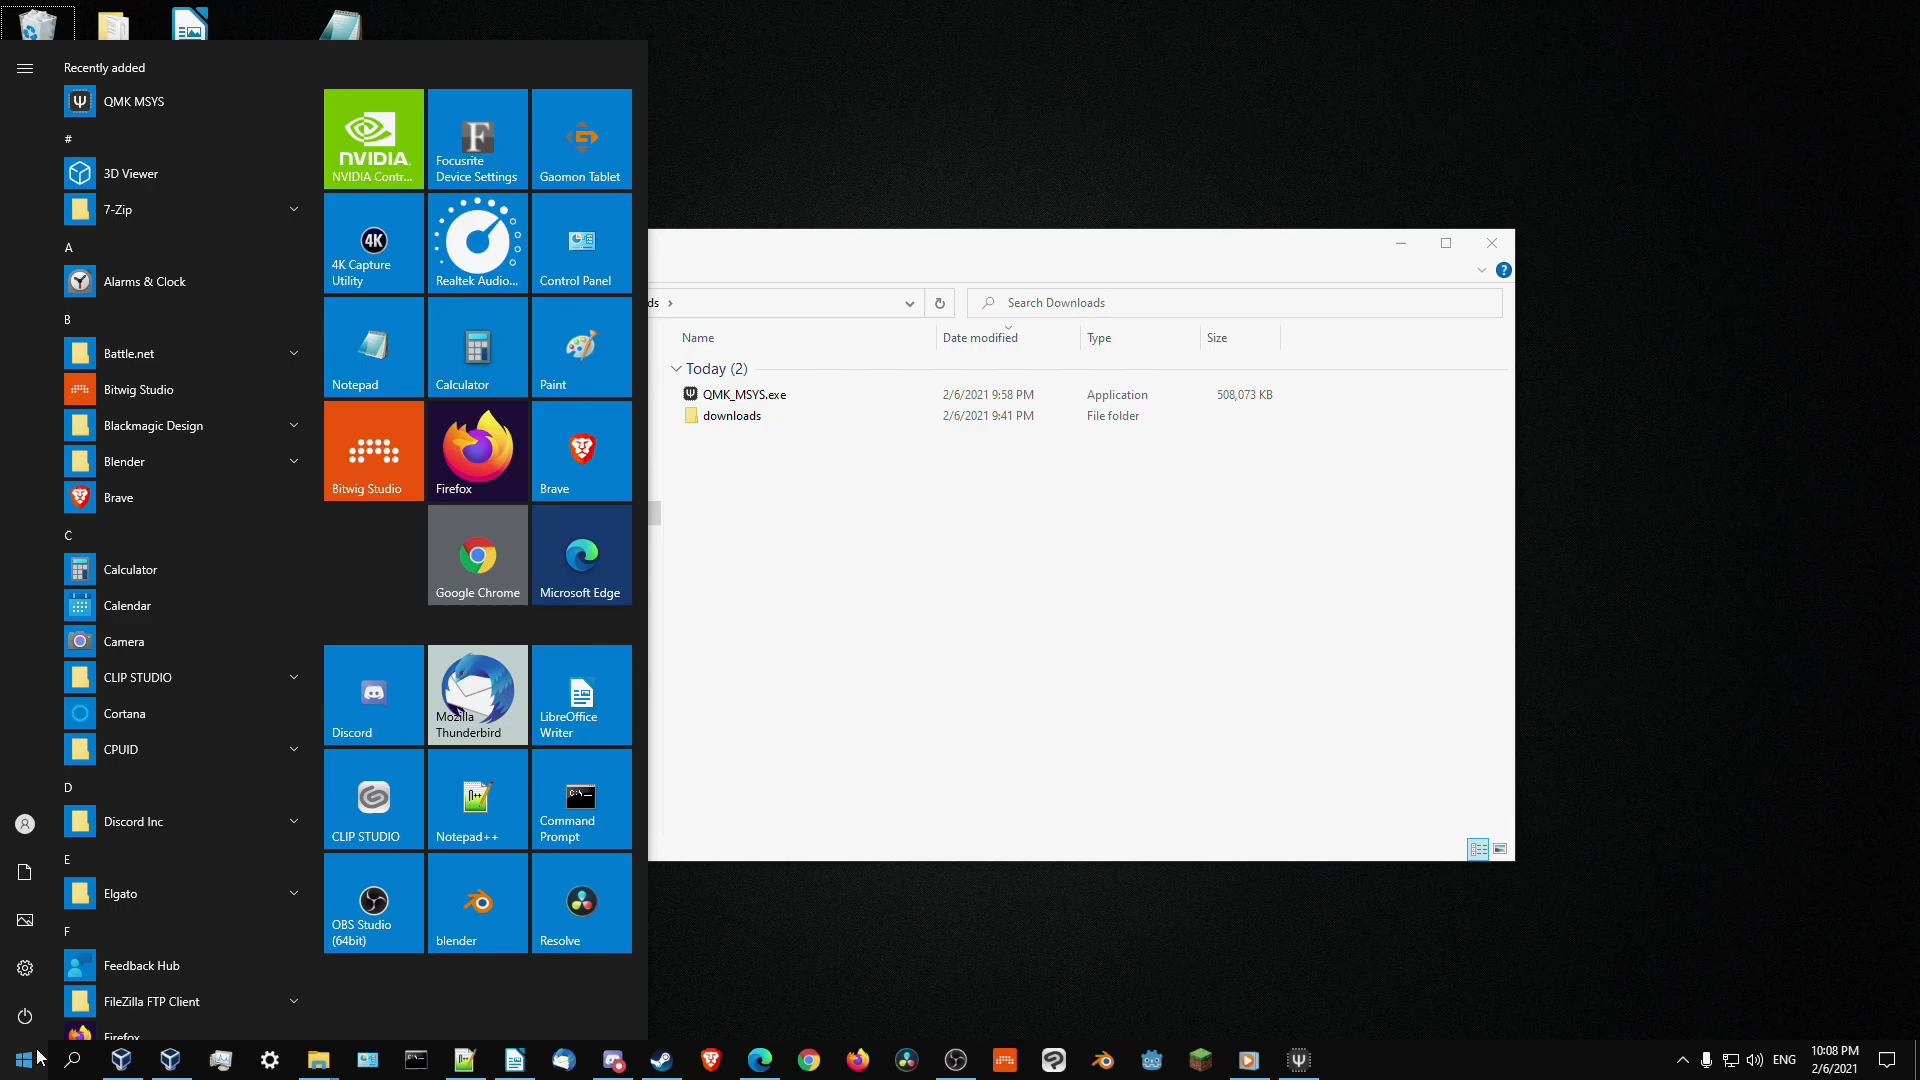 Recently added
QMK MSYS
#
3D Viewer
7-Zip
A
Alarms & Clock
B
Battle.net
Bitwig Studio
Blackmagic Design
Blender
Brave
C
Calculator
Calendar
Camera
CLIP STUDIO
Cortana
CPUID
D
Discord Inc
E
Elgato
F
Feedback Hub
FileZilla FTP Client
Firefox
NVIDIA
NVIDIA Contr...
Focusrite
Device Settings
Gaomon Tablet
4K
4K Capture
Utility
Realtek Audio...
Control Panel
Notepad
Calculator
Paint
Bitwig Studio
Firefox
Brave
Google Chrome
Microsoft Edge
Discord
Mozilla
Thunderbird
LibreOffice
Writer
CLIP STUDIO
Notepad++
Command
Prompt
OBS Studio
(64bit)
blender
Resolve
ds
Search Downloads
Name
Date modified
Type
Size
Today (2)
QMK_MSYS.exe
2/6/2021 9:58 PM
Application
508,073 KB
downloads
2/6/2021 9:41 PM
File folder
ENG
10:08 PM
2/6/2021